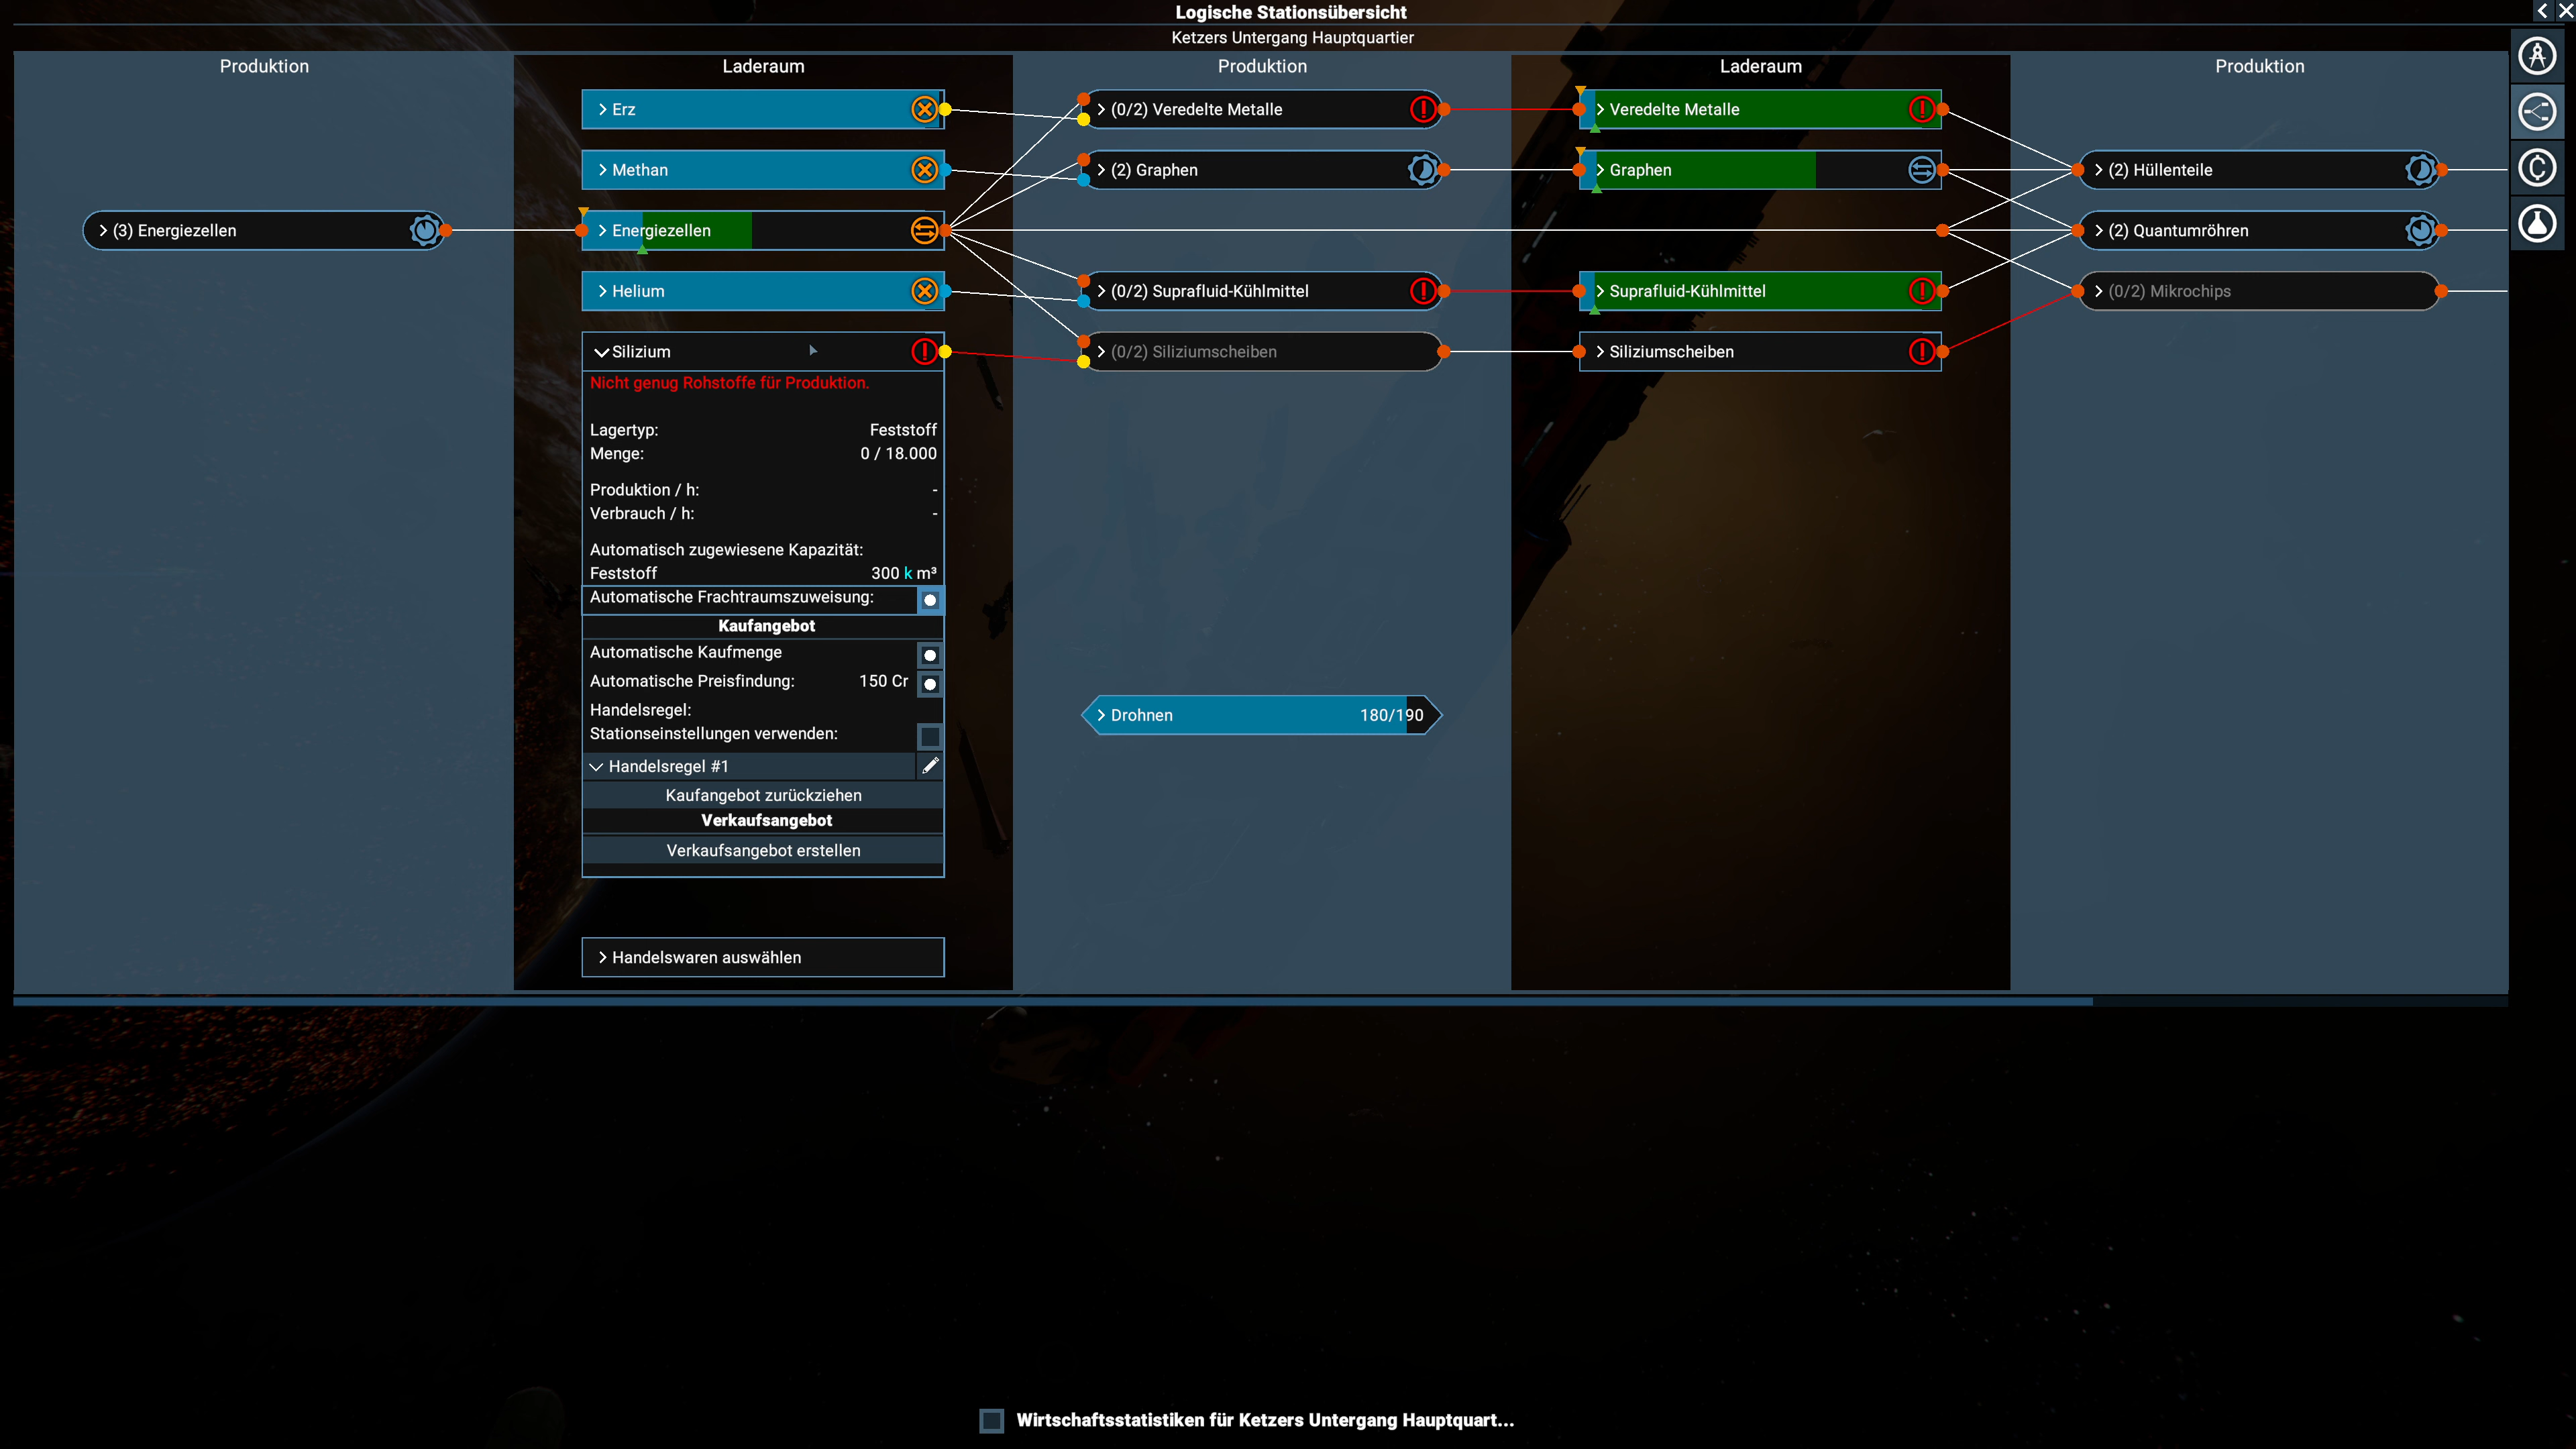 Logische Stationsübersicht
Ketzers Untergang Hauptquartier
Produktion
Laderaum
Produktion
Laderaum
Produktion
Erz
(0/2) Veredelte Metalle
Veredelte Metalle
Methan
(2) Graphen
Graphen
(2) Hüllenteile
(3) Energiezellen
Energiezellen
(2) Quantumröhren
Helium
(0/2) Suprafluid-Kühlmittel
Suprafluid-Kühlmittel
(0/2) Mikrochips
Silizium
(0/2) Siliziumscheiben
Siliziumscheiben
Nicht genug Rohstoffe für Produktion.
Lagertyp: Feststoff
Menge: 0 / 18.000
Produktion / h: -
Verbrauch / h: -
Automatisch zugewiesene Kapazität:
Feststoff 300 k m³
Automatische Frachtraumszuweisung:
Kaufangebot
Automatische Kaufmenge
Automatische Preisfindung: 150 Cr
Handelsregel:
Stationseinstellungen verwenden:
Handelsregel #1
Kaufangebot zurückziehen
Verkaufsangebot
Verkaufsangebot erstellen
Drohnen 180/190
Handelswaren auswählen
Wirtschaftsstatistiken für Ketzers Untergang Hauptquart...